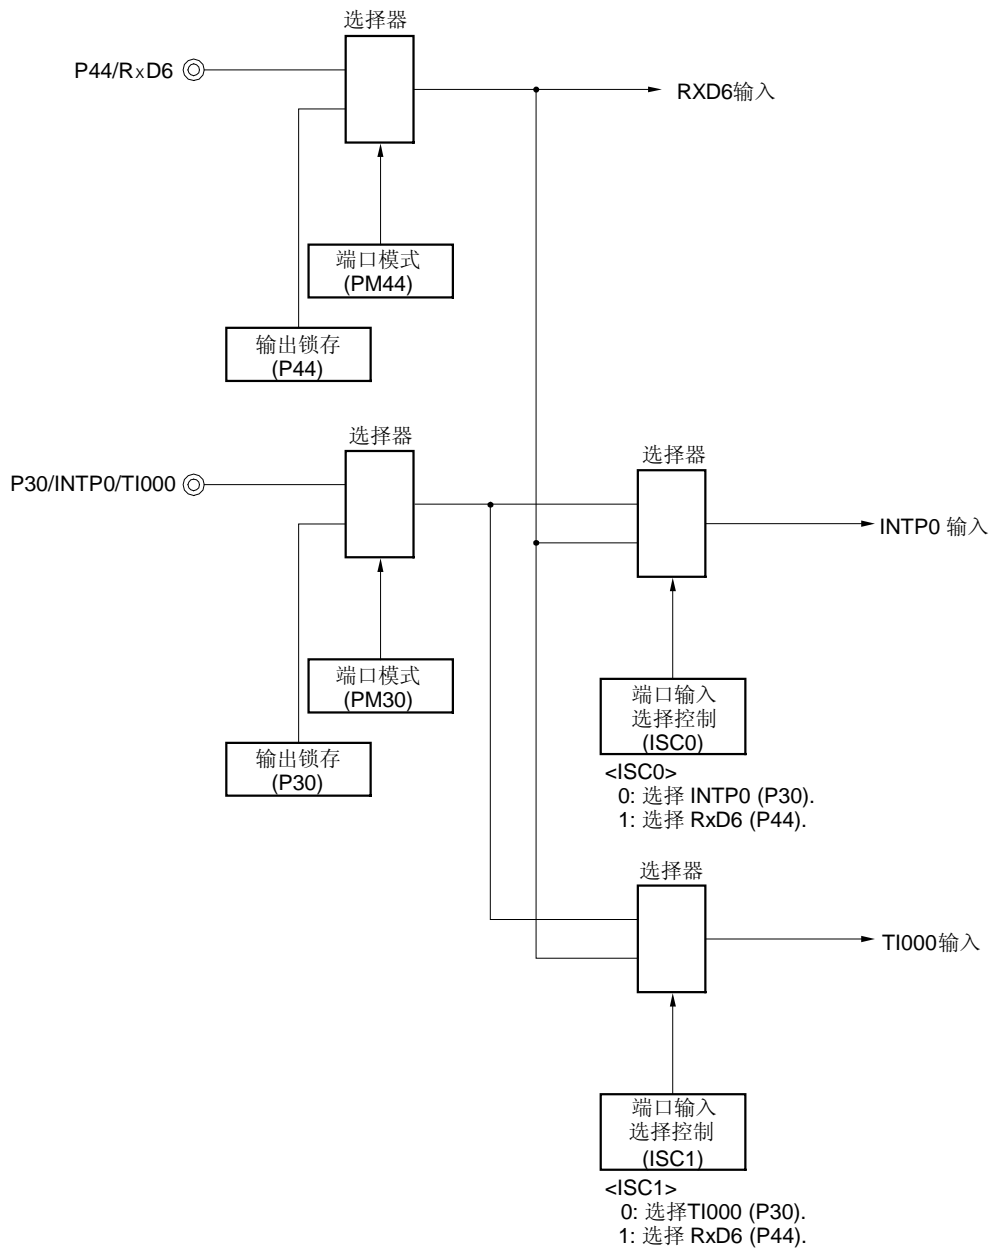 选择器
P44/RxD6
RXD6输入
端口模式
(PM44)
输出锁存
(P44)
选择器
P30/INTP0/TI000
选择器
INTP0 输入
端口模式
(PM30)
输出锁存
(P30)
端口输入
选择控制
(ISC0)
<ISC0>
0: 选择 INTP0 (P30).
1: 选择 RxD6 (P44).
选择器
TI000输入
端口输入
选择控制
(ISC1)
<ISC1>
0: 选择TI000 (P30).
1: 选择 RxD6 (P44).